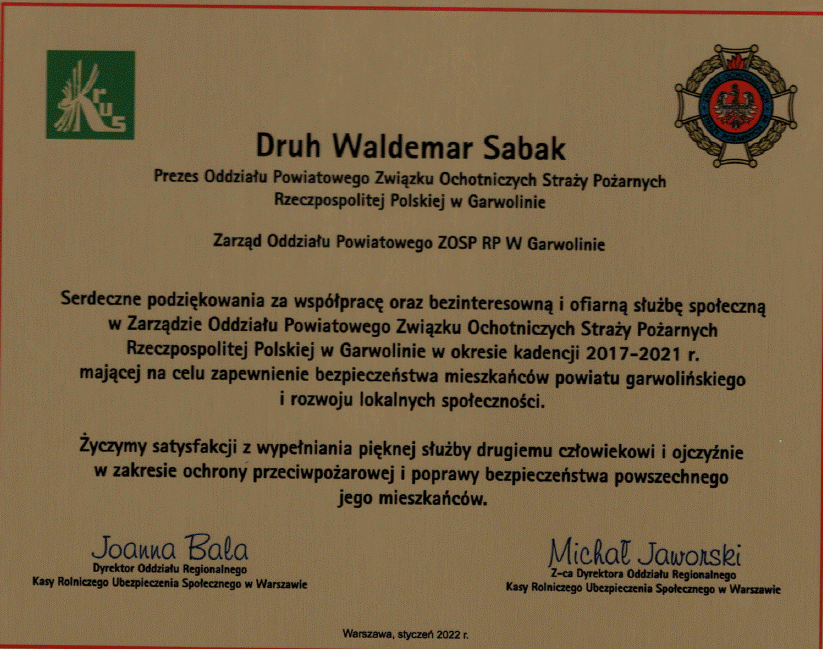 Krus
Druh Waldemar Sabak
Prezes Oddziału Powiatowego Związku Ochotniczych Straży Pożarnych
Rzeczpospolitej Polskiej w Garwolinie
Zarząd Oddziału Powiatowego ZOSP RP W Garwolinie
Serdeczne podziękowania za współpracę oraz bezinteresowną i ofiarną służbę społeczną
w Zarządzie Oddziału Powiatowego Związku Ochotniczych Straży Pożarnych
Rzeczpospolitej Polskiej w Garwolinie w okresie kadencji 2017-2021 r.
mającej na celu zapewnienie bezpieczeństwa mieszkańców powiatu garwolińskiego
i rozwoju lokalnych społeczności.
Życzymy satysfakcji z wypełniania pięknej służby drugiemu człowiekowi i ojczyźnie
w zakresie ochrony przeciwpożarowej i poprawy bezpieczeństwa powszechnego
jego mieszkańców.
Joanna Bala
Dyrektor Oddziału Regionalnego
Kasy Rolniczego Ubezpieczenia Społecznego w Warszawie
Michał Jaworski
Z-ca Dyrektora Oddziału Regionalnego
Kasy Rolniczego Ubezpieczenia Społecznego w Warszawie
Warszawa, styczeń 2022 r.